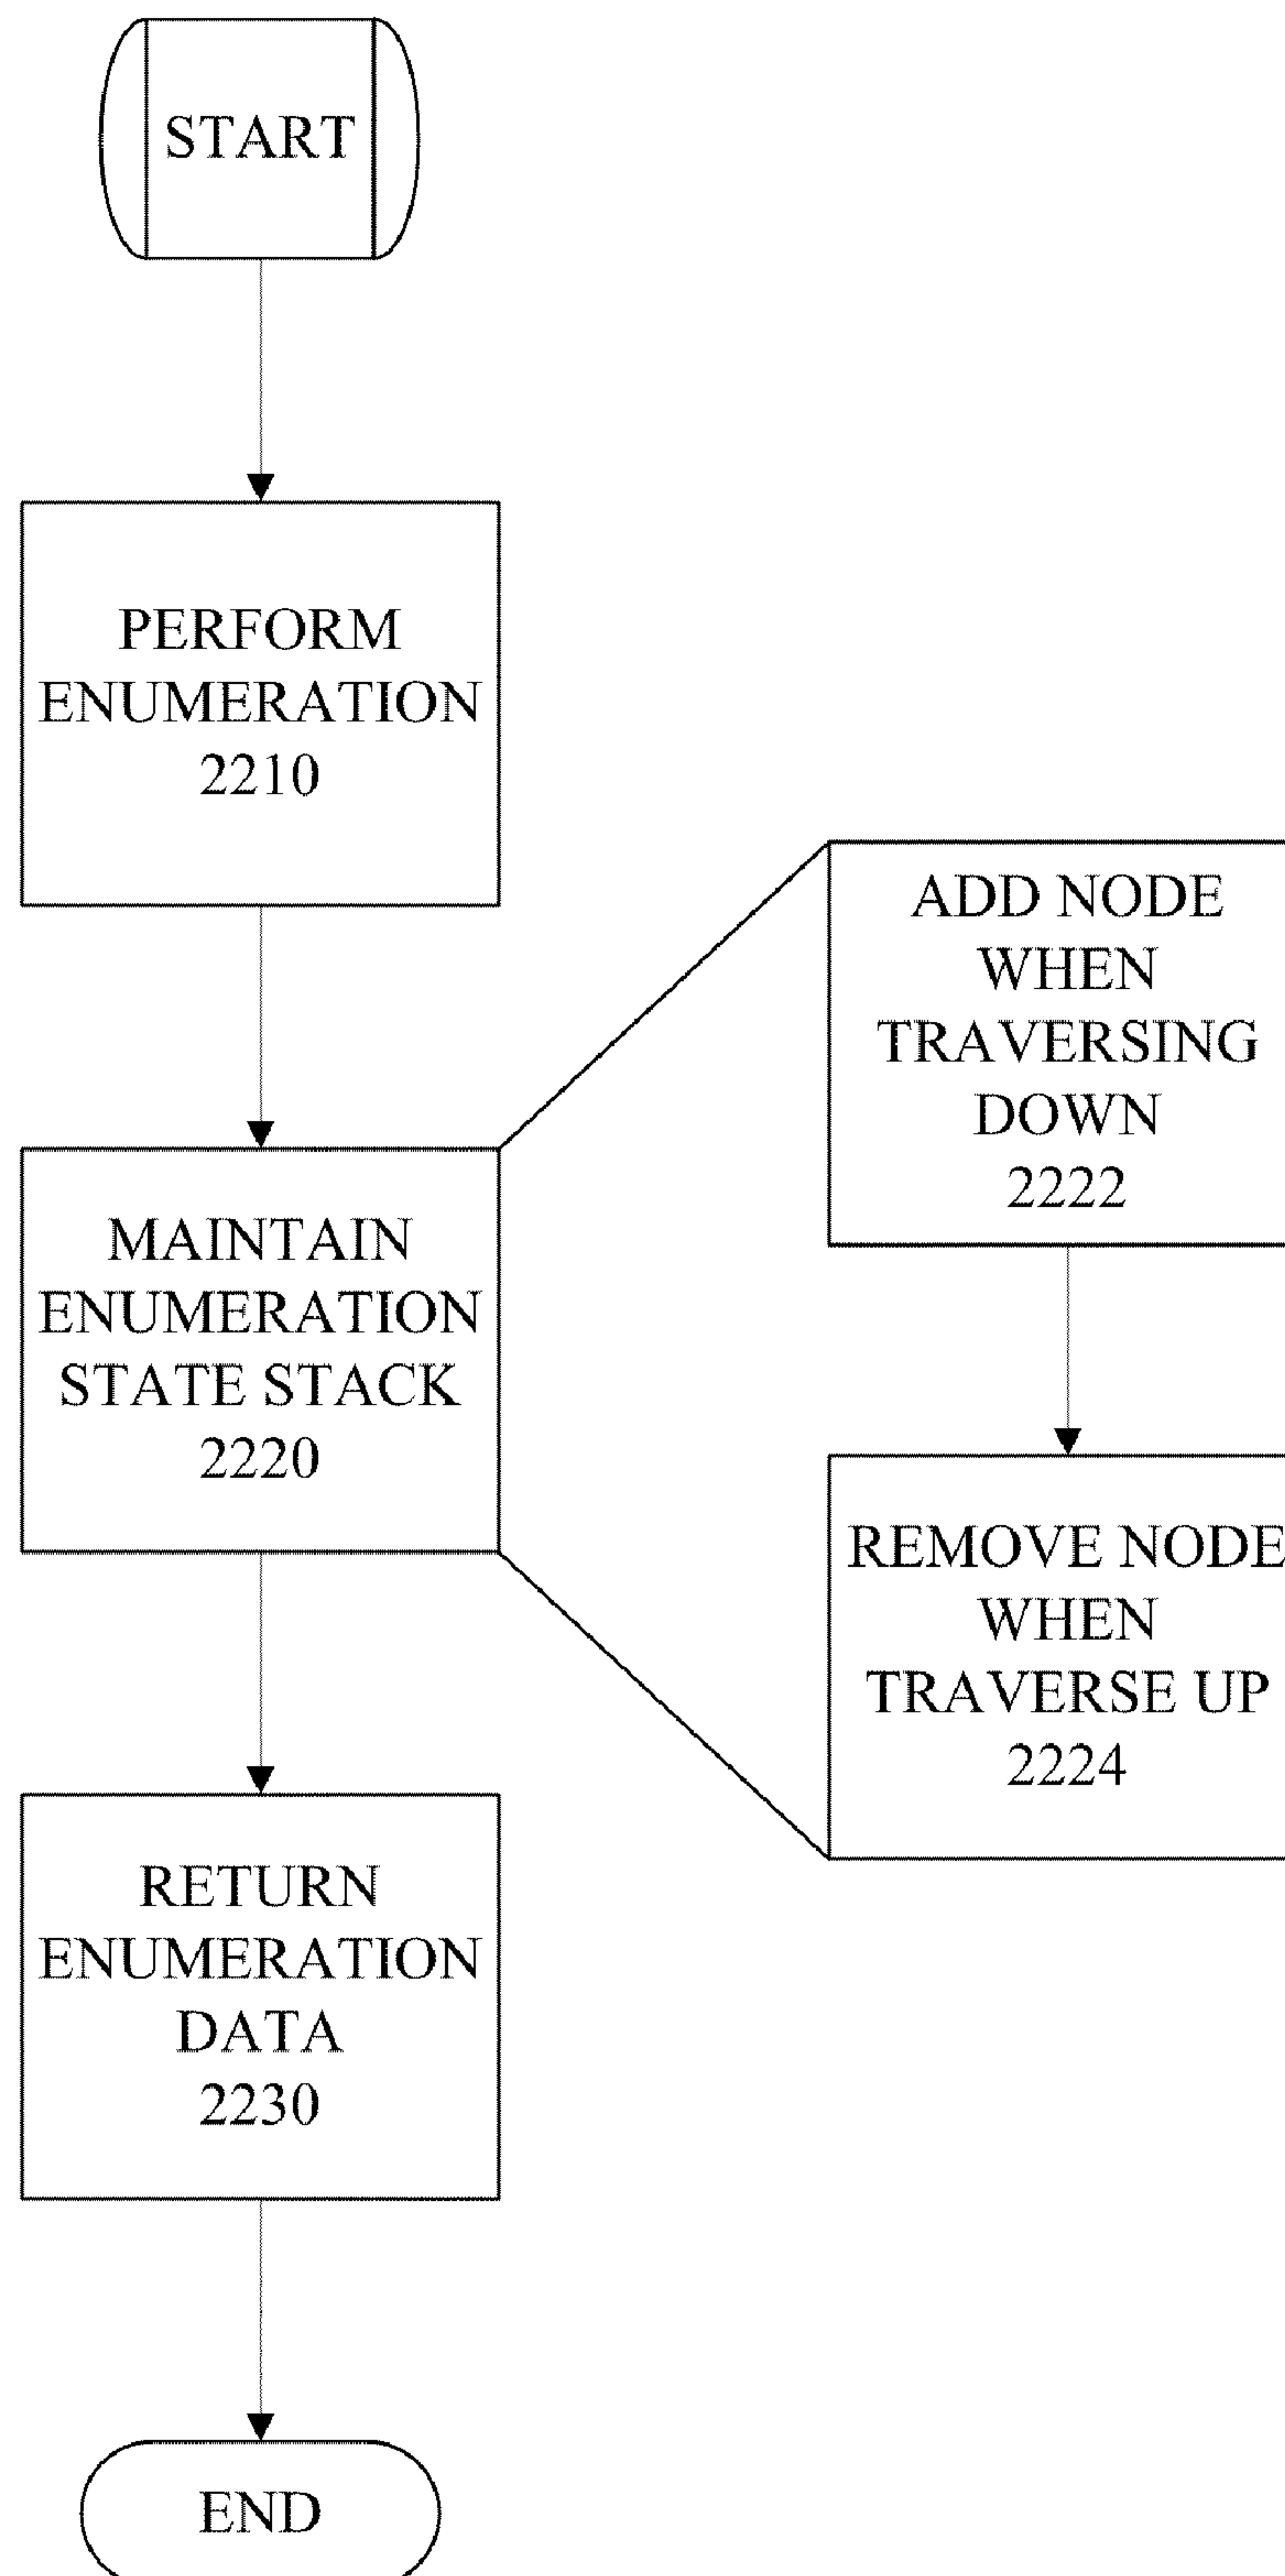 START
PERFORM
ENUMERATION
2210
MAINTAIN
ENUMERATION
STATE STACK
2220
ADD NODE
WHEN
TRAVERSING
DOWN
2222
REMOVE NODE
WHEN
TRAVERSE UP
2224
RETURN
ENUMERATION
DATA
2230
END